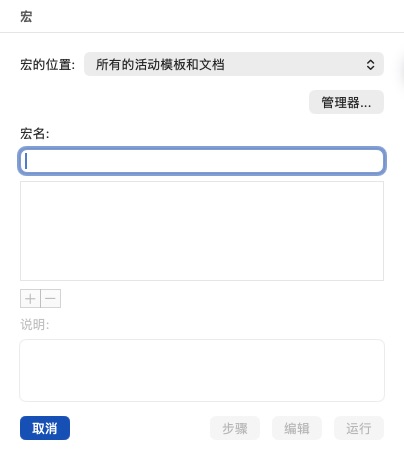 宏
宏的位置: 所有的活动模板和文档
管理器...
宏名:
说明:
取消 步骤 编辑 运行